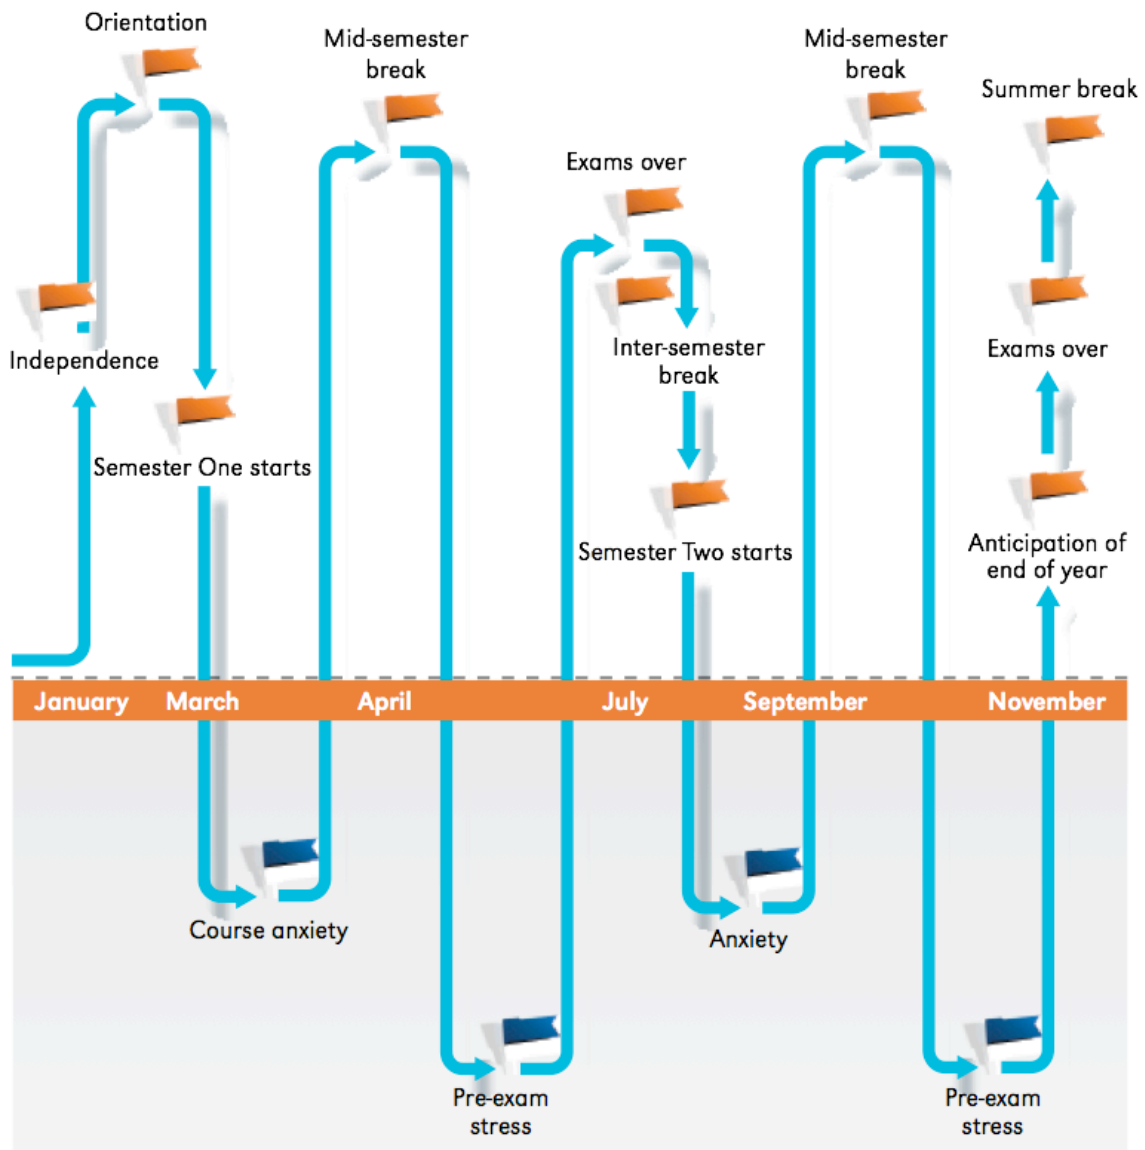 Orientation
Mid-semester
break
Mid-semester
break
Summer break
Exams over
Independence
Inter-semester
break
Exams over
Semester One starts
Semester Two starts
Anticipation of
end of year
January March April July September November
Course anxiety
Anxiety
Pre-exam
stress
Pre-exam
stress